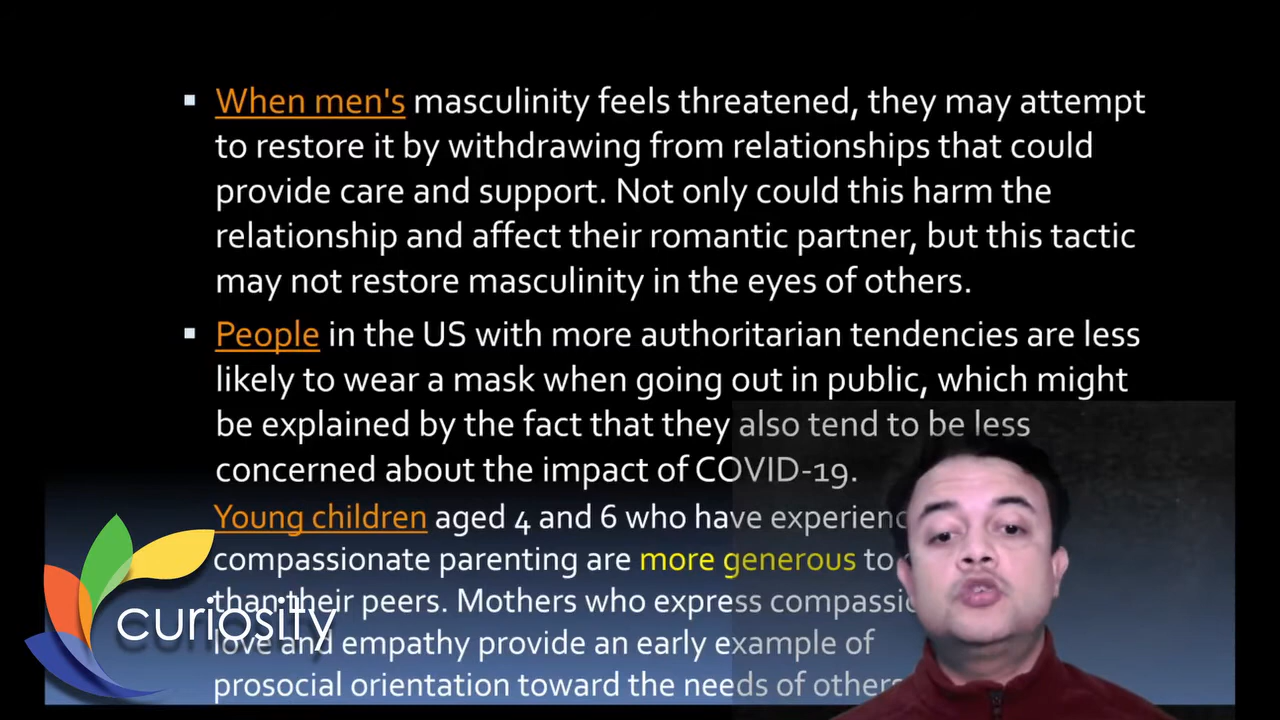 When men's masculinity feels threatened, they may attempt
to restore it by withdrawing from relationships that could
provide care and support. Not only could this harm the
relationship and affect their romantic partner, but this tactic
may not restore masculinity in the eyes of others.
People in the US with more authoritarian tendencies are less
likely to wear a mask when going out in public, which might
be explained by the fact that they also tend to be less
concerned about the impact of COVID-19.
Young children aged 4 and 6 who have
compassionate parenting are more generous to
than their peers. Mothers who express
love and empathy provide an early example of
prosocial orientation toward the needs of others
curiosity